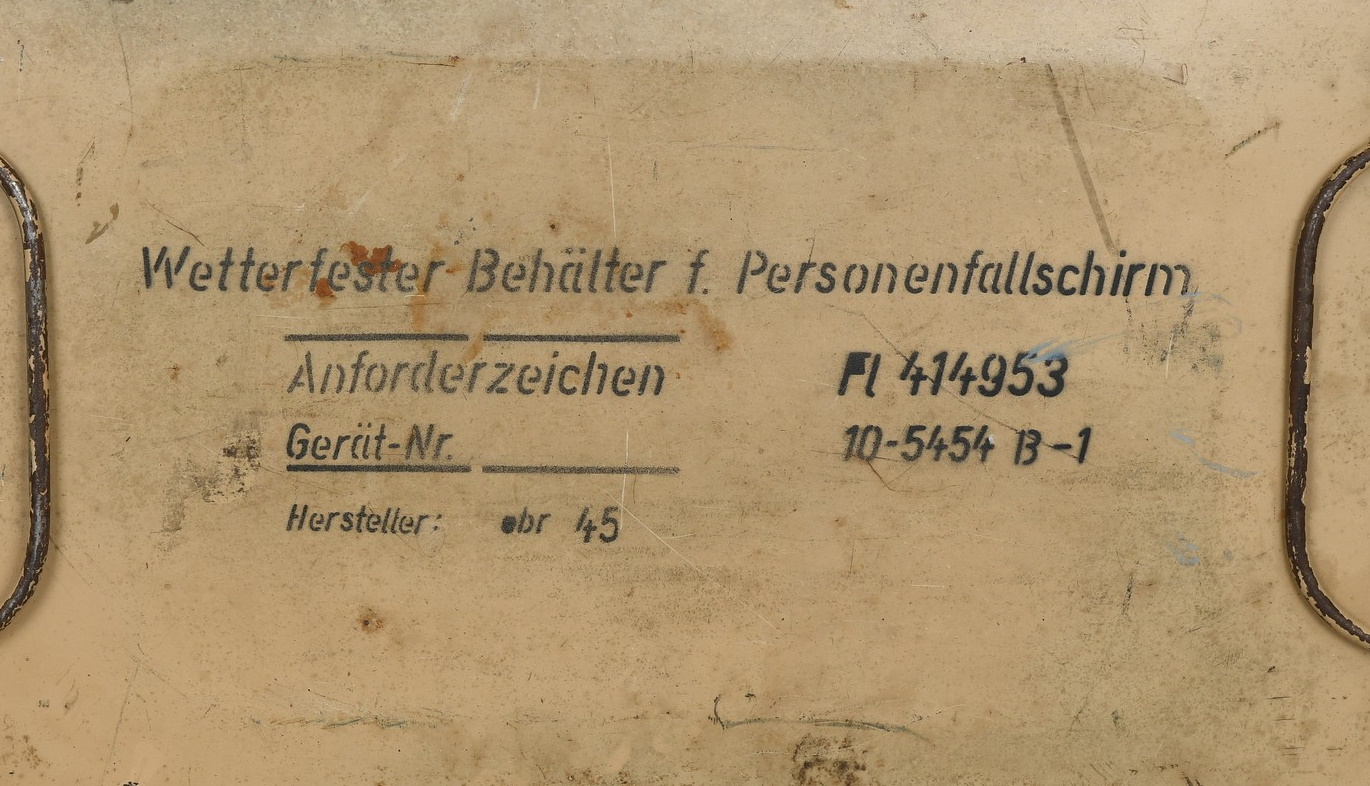 Wetterfester Behälter f. Personenfallschirm
Anforderzeichen Fl 414953
Gerät-Nr. 10-5454 B-1
Hersteller: ebr 45